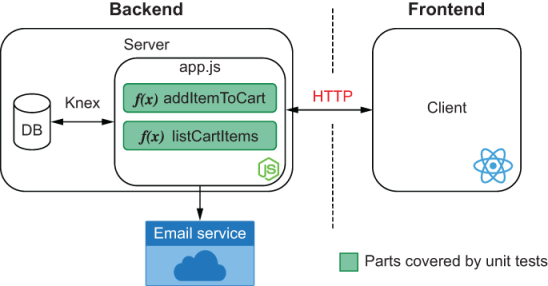 Backend
Frontend
Server
app.js
f(x) addItemToCart
Knex
HTTP
Client
DB
f(x) listCartItems
JS
Email service
Parts covered by unit tests